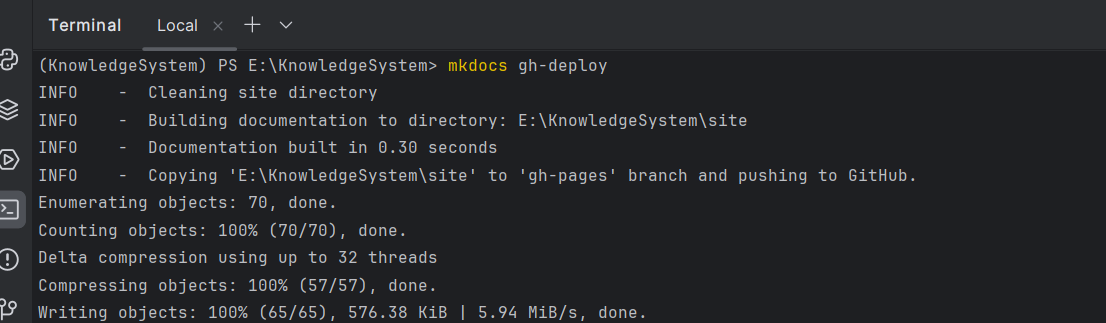 Terminal Local
(KnowledgeSystem) PS E:\KnowledgeSystem> mkdocs gh-deploy
INFO    -  Cleaning site directory
INFO    -  Building documentation to directory: E:\KnowledgeSystem\site
INFO    -  Documentation built in 0.30 seconds
INFO    -  Copying 'E:\KnowledgeSystem\site' to 'gh-pages' branch and pushing to GitHub.
Enumerating objects: 70, done.
Counting objects: 100% (70/70), done.
Delta compression using up to 32 threads
Compressing objects: 100% (57/57), done.
Writing objects: 100% (65/65), 576.38 KiB | 5.94 MiB/s, done.